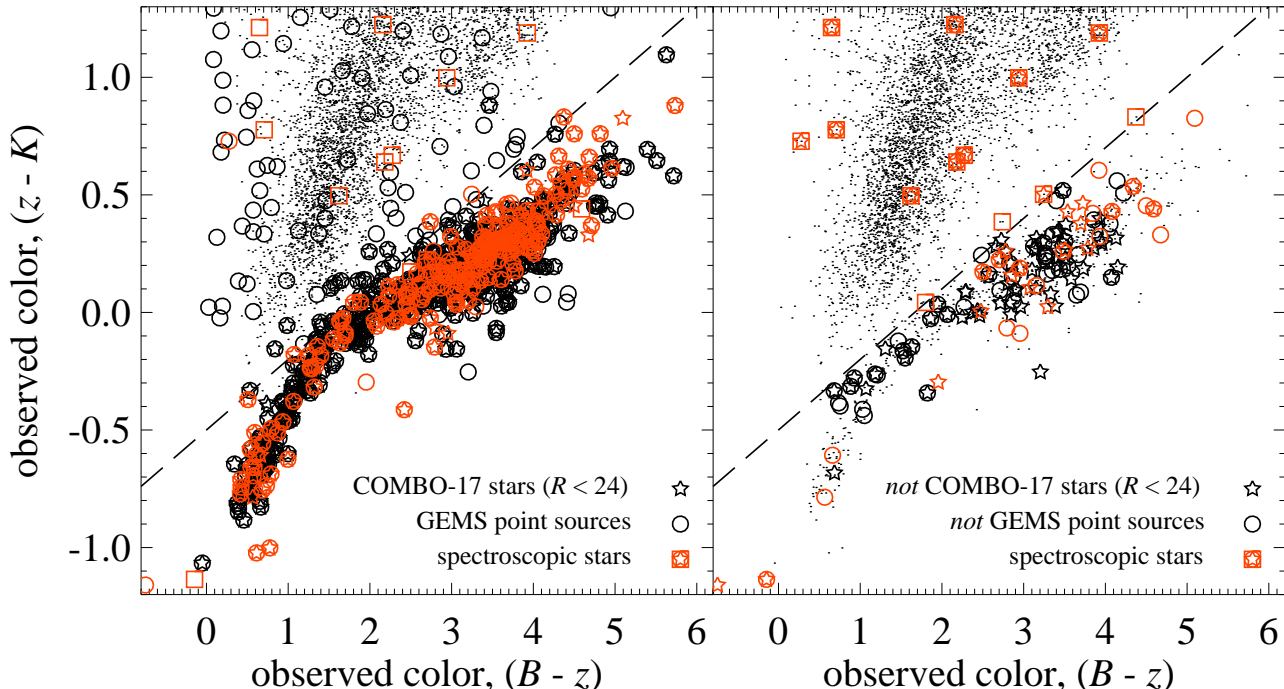 1.0
0.5
0.0
-0.5
-1.0
observed color, (z - K)
COMBO-17 stars (R < 24)
GEMS point sources
spectroscopic stars
0 1 2 3 4 5 6
observed color, (B - z)
not COMBO-17 stars (R < 24)
not GEMS point sources
spectroscopic stars
0 1 2 3 4 5 6
observed color, (B - z)